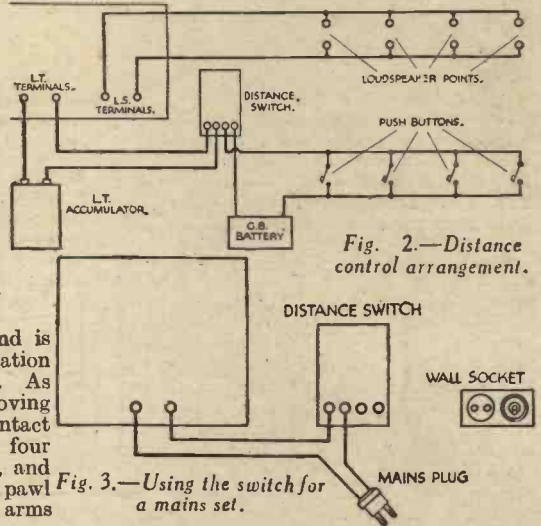 L.T.
TERMINALS.
L.S.
TERMINALS.
DISTANCE
SWITCH.
LOUDSPEAKER POINTS.
PUSH BUTTONS.
L.T.
ACCUMULATOR.
G.B.
BATTERY
Fig. 2.—Distance
control arrangement.
nd is
ation
. As
oving
ntact
four
, and
pawl
arms
DISTANCE SWITCH
WALL SOCKET
MAINS PLUG
Fig. 3.—Using the switch for
a mains set.